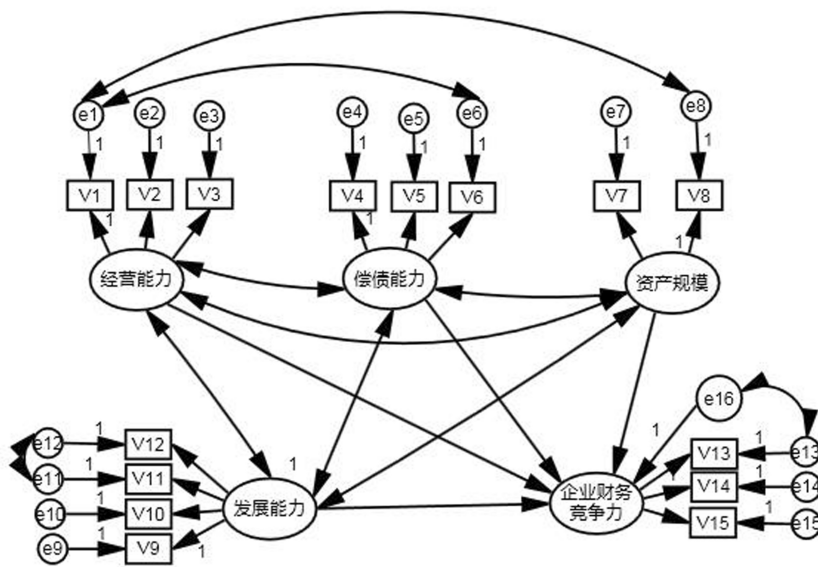 e1 e2 e3 e4 e5 e6 e7 e8
1 1 1 1 1 1 1 1
V1 V2 V3 V4 V5 V6 V7 V8
1 1 1
经营能力 偿债能力 资产规模
e16
1
e12 1 V12
e11 1 V11
e10 1 V10
e9 1 V9
1
1
发展能力
企业财务
竞争力
V13 1 e13
V14 1 e14
V15 1 e15